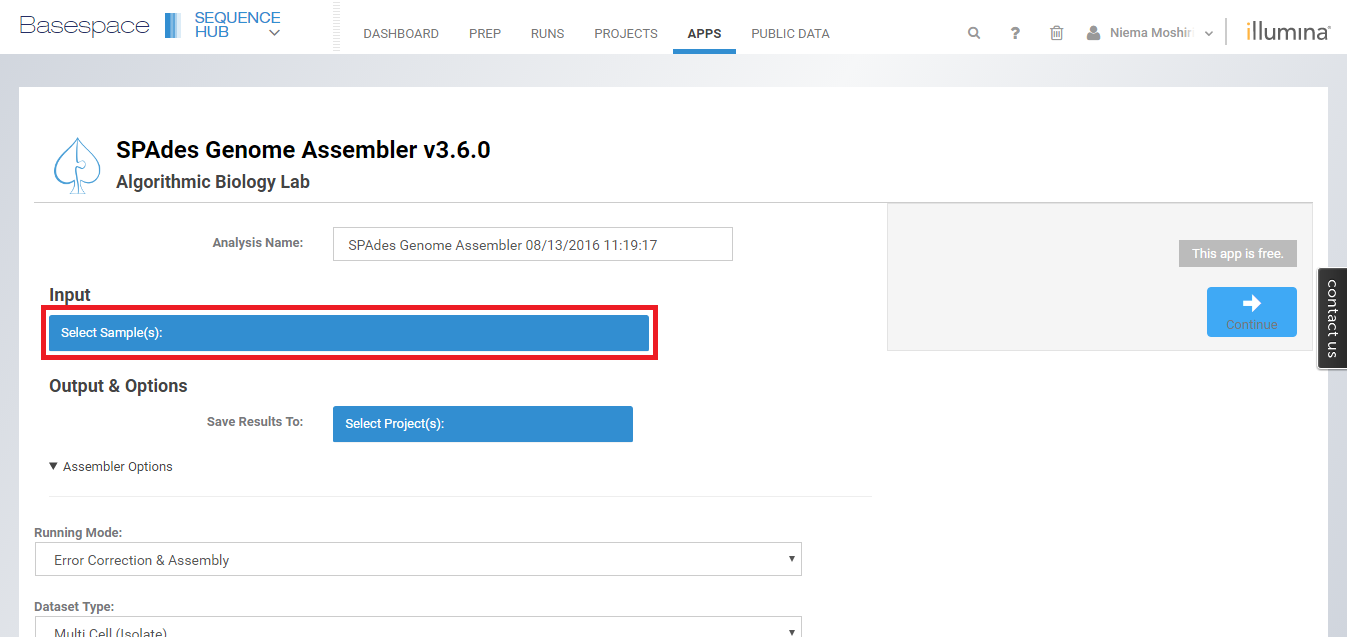 Basespace SEQUENCE HUB DASHBOARD PREP RUNS PROJECTS APPS PUBLIC DATA ? Niema Moshir illumina®
SPAdes Genome Assembler v3.6.0
Algorithmic Biology Lab
Analysis Name: SPAdes Genome Assembler 08/13/2016 11:19:17
This app is free.
Input
Select Sample(s):
Continue
contact us
Output & Options
Save Results To: Select Project(s):
▼ Assembler Options
Running Mode:
Error Correction & Assembly
Dataset Type:
Multi Cell (Isolate)